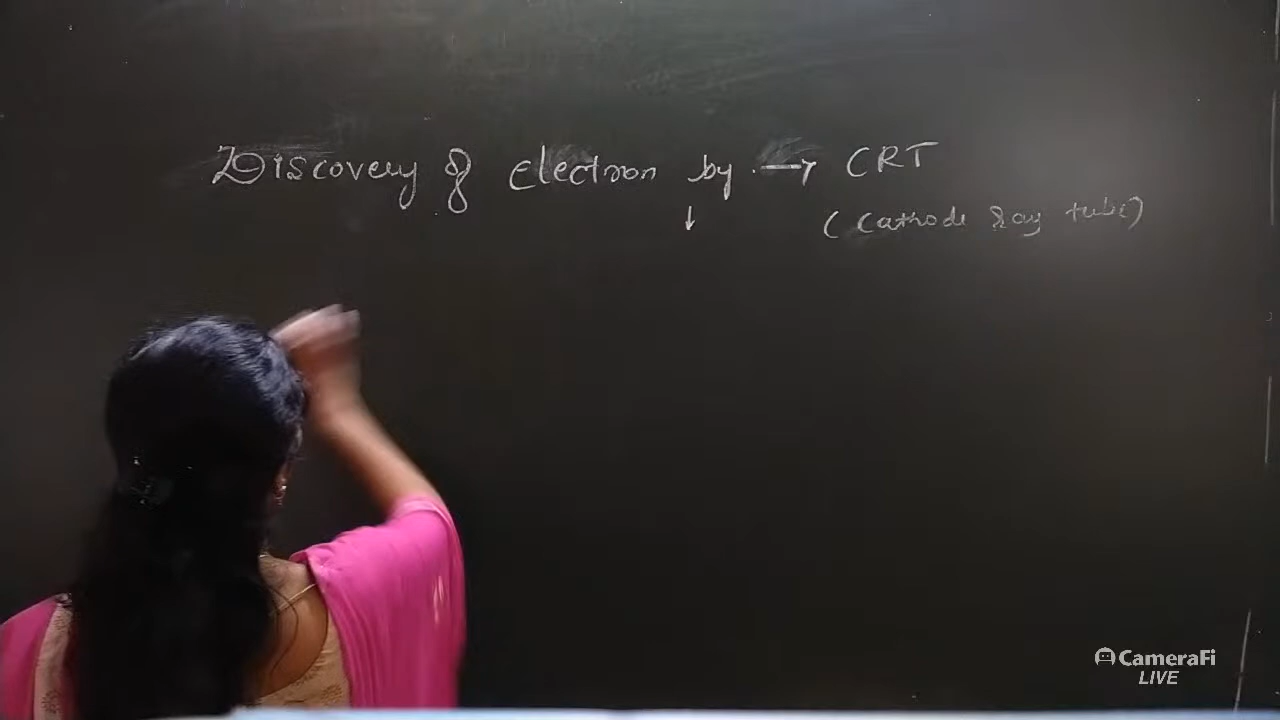 Discovery of electron by → CRT
↓
(Cathode Ray tube)
CameraFi
LIVE